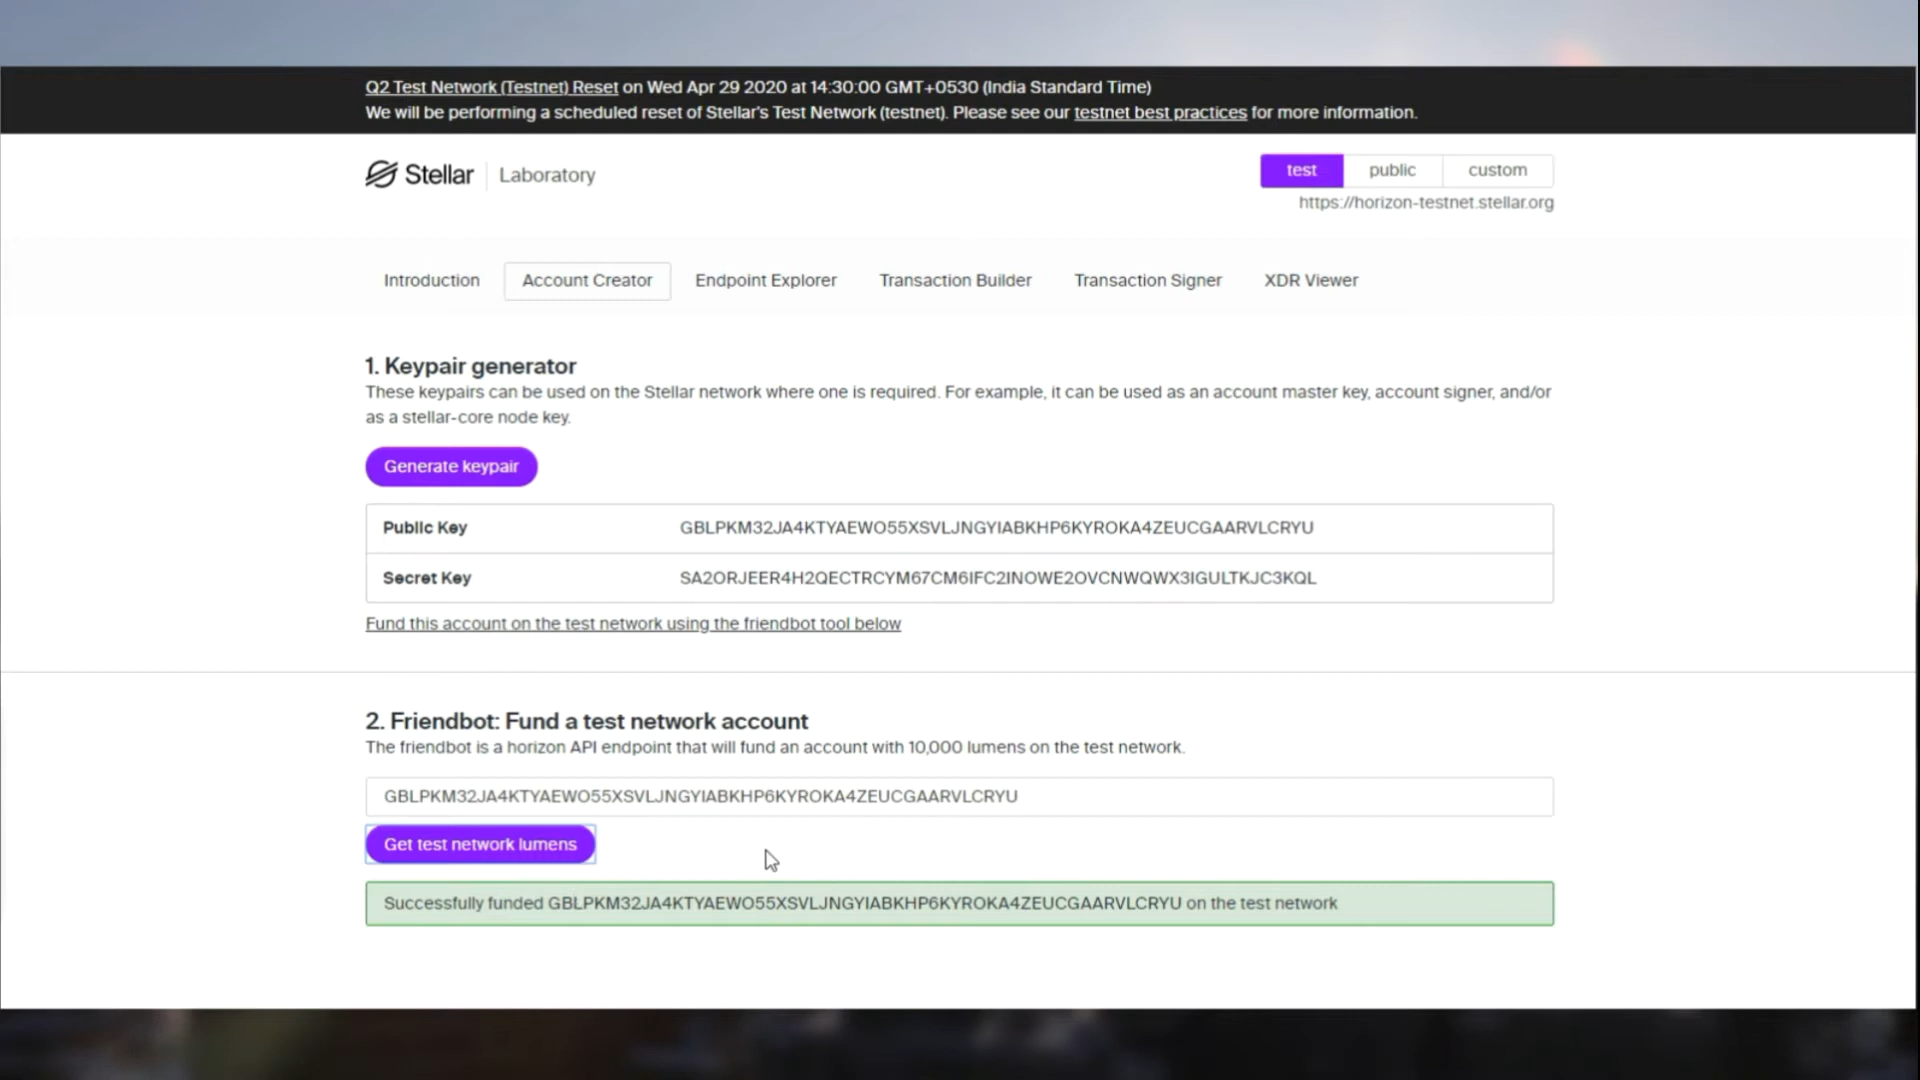 Q2 Test Network (Testnet) Reset on Wed Apr 29 2020 at 14:30:00 GMT+0530 (India Standard Time)
We will be performing a scheduled reset of Stellar's Test Network (testnet). Please see our testnet best practices for more information.
Stellar Laboratory
test public custom
https://horizon-testnet.stellar.org
Introduction Account Creator Endpoint Explorer Transaction Builder Transaction Signer XDR Viewer
1. Keypair generator
These keypairs can be used on the Stellar network where one is required. For example, it can be used as an account master key, account signer, and/or
as a stellar-core node key.
Generate keypair
Public Key GBLPKM32JA4KTYAEWO55XSVLJNGYIABKHP6KYROKA4ZEUCGAARVLCRYU
Secret Key SA2ORJEER4H2QECTRCYM67CM6IFC2INOWE2OVCNWQWX3IGULTKJC3KQL
Fund this account on the test network using the friendbot tool below
2. Friendbot: Fund a test network account
The friendbot is a horizon API endpoint that will fund an account with 10,000 lumens on the test network.
GBLPKM32JA4KTYAEWO55XSVLJNGYIABKHP6KYROKA4ZEUCGAARVLCRYU
Get test network lumens
Successfully funded GBLPKM32JA4KTYAEWO55XSVLJNGYIABKHP6KYROKA4ZEUCGAARVLCRYU on the test network